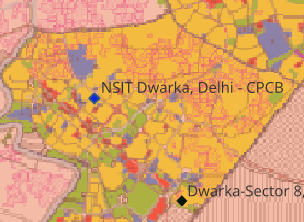 NSIT Dwarka, Delhi - CPCB
Dwarka-Sector 8,